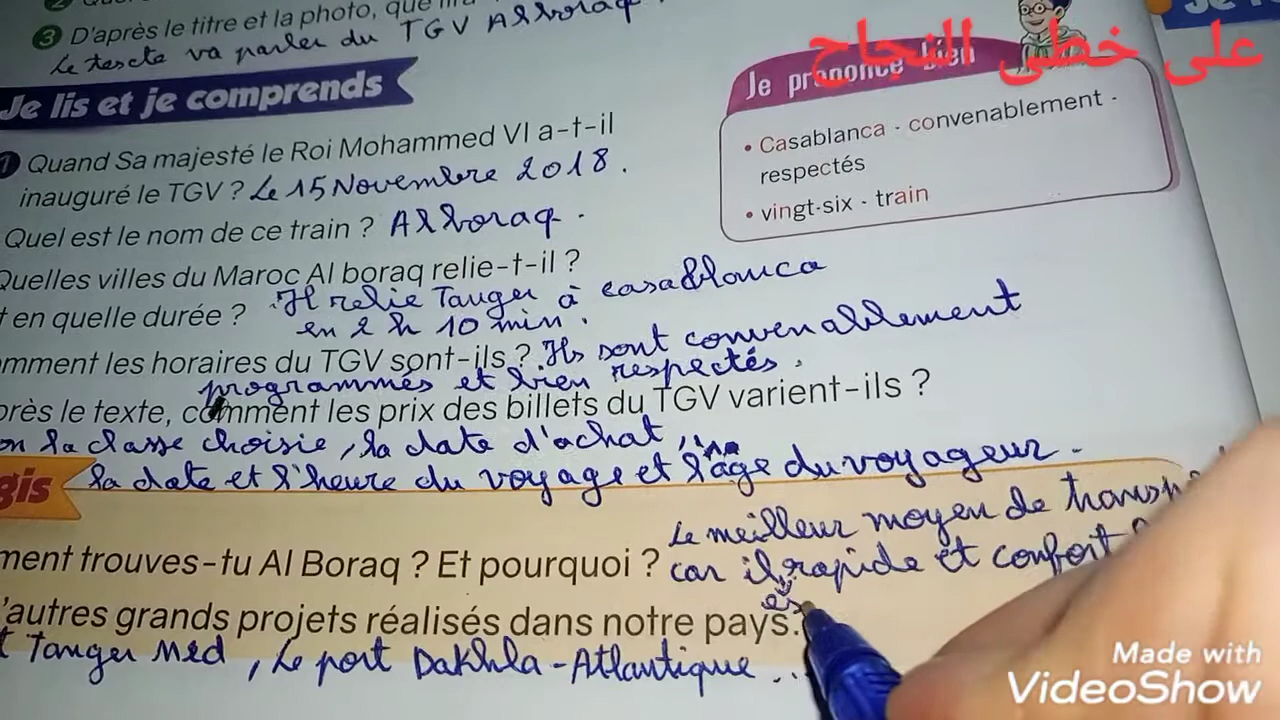 ❸ D'après le titre et la photo, que
Le texcte va parler du TGV Alboraq.
على خطى النجاح
Je lis et je comprends
Je prononce bien
• Casablanca - convenablement -
respectés
• vingt-six - train
1 Quand Sa majesté le Roi Mohammed VI a-t-il
inauguré le TGV ? Le 15 Novembre 2018.
Quel est le nom de ce train ? Alboraq.
Quelles villes du Maroc Al boraq relie-t-il ?
t en quelle durée ? Il relie Tanger à casablanca
en 2 h 10 min.
mment les horaires du TGV sont-ils ? Ils sont convenablement
programmés et bien respectés.
près le texte, comment les prix des billets du TGV varient-ils ?
on la classe choisie, la date d'achat,
la date et l'heure du voyage et l'âge du voyageur.
gis
Le meilleur moyen de transp
ment trouves-tu Al Boraq ? Et pourquoi ? car il rapide et confort
es
'autres grands projets réalisés dans notre pays.
t Tanger Med, le port Dakhla-Atlantique...
Made with
VideoShow